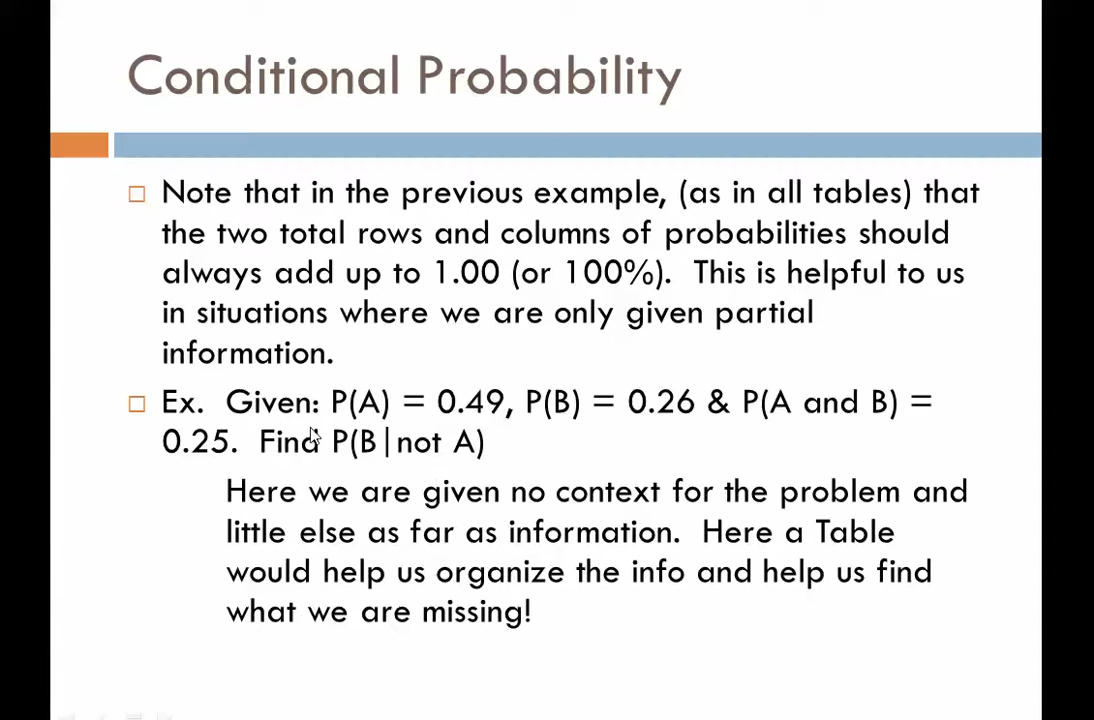 Conditional Probability
Note that in the previous example, (as in all tables) that
the two total rows and columns of probabilities should
always add up to 1.00 (or 100%). This is helpful to us
in situations where we are only given partial
information.
Ex. Given: P(A) = 0.49, P(B) = 0.26 & P(A and B) =
0.25. Find P(B|not A)
Here we are given no context for the problem and
little else as far as information. Here a Table
would help us organize the info and help us find
what we are missing!